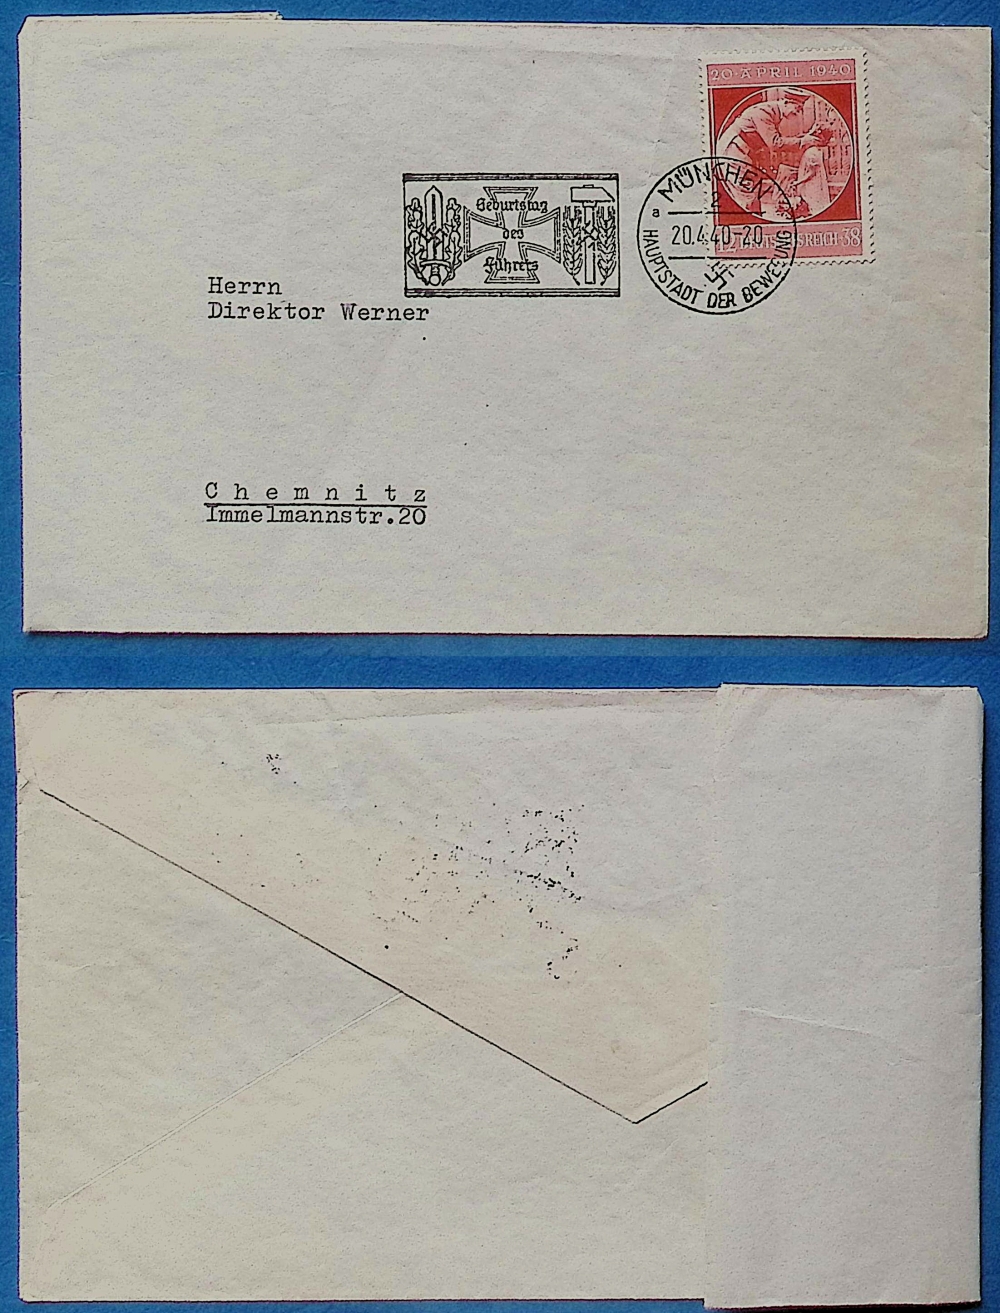 20·APRIL 1940
MÜNCHEN
2
a
20.4.40-20
HAUPTSTADT DER BEWEGUNG
REICH 38
Geburtstag
des
Führers
Herrn
Direktor Werner
Chemnitz
Immelmannstr.20